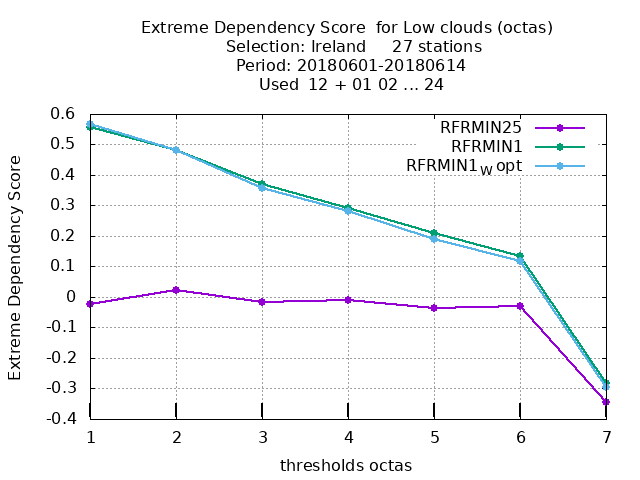 Extreme Dependency Score  for Low clouds (octas)
Selection: Ireland     27 stations
Period: 20180601-20180614
Used  12 + 01 02 ... 24
RFRMIN25
RFRMIN1
RFRMIN1W opt
Extreme Dependency Score
0.6
0.5
0.4
0.3
0.2
0.1
0
-0.1
-0.2
-0.3
-0.4
1 2 3 4 5 6 7
thresholds octas